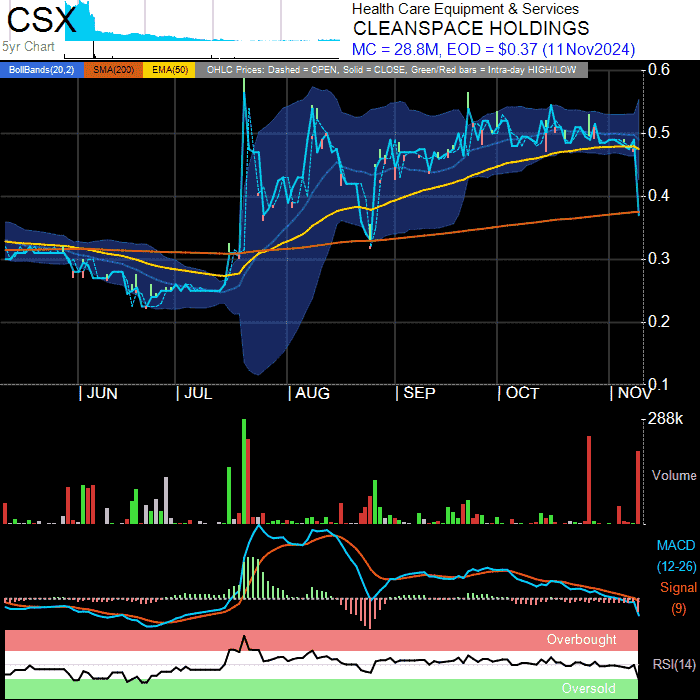 CSX
5yr Chart
Health Care Equipment & Services
CLEANSPACE HOLDINGS
MC = 28.8M, EOD = $0.37 (11Nov2024)
BollBands(20,2) SMA(200) EMA(50) OHLC Prices: Dashed = OPEN, Solid = CLOSE, Green/Red bars = Intra-day HIGH/LOW
0.6
0.5
0.4
0.3
0.2
0.1
JUN JUL AUG SEP OCT NOV
288k
Volume
MACD
(12-26)
Signal
(9)
Overbought
RSI(14)
Oversold